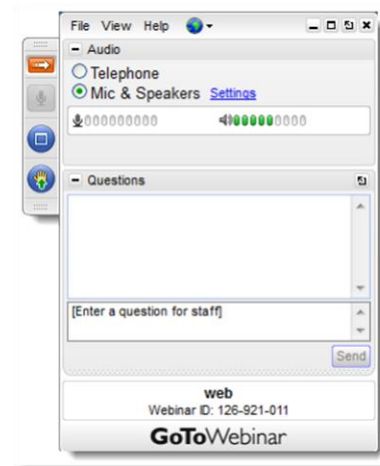 File View Help
Audio
Telephone
Mic & Speakers Settings
Questions
[Enter a question for staff]
Send
web
Webinar ID: 126-921-011
GoToWebinar